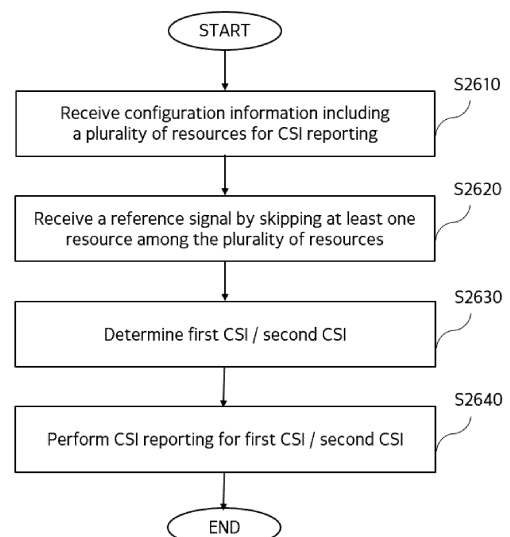 START
S2610
Receive configuration information including
a plurality of resources for CSI reporting
S2620
Receive a reference signal by skipping at least one
resource among the plurality of resources
S2630
Determine first CSI / second CSI
S2640
Perform CSI reporting for first CSI / second CSI
END